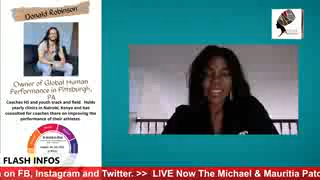 Donald Robinson
Owner of Global Human
Performance in Pittsburgh,
PA
Coaches HS and youth track and field  Holds
yearly clinics in Nairobi, Kenya and has
consulted for coaches there on improving the
performance of their athletes
FLASH INFOS
n on FB, Instagram and Twitter. >> LIVE Now The Michael & Mauritia Pato